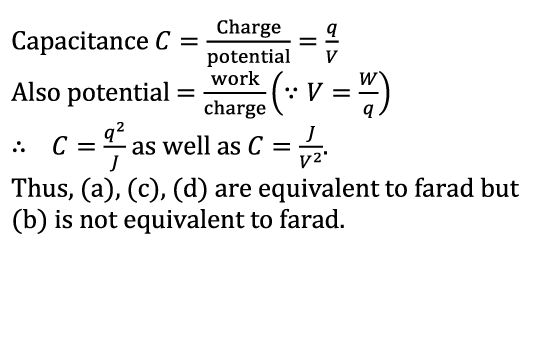 Capacitance C = Charge/potential = q/V
Also potential = work/charge (∵ V = W/q)
∴ C = q²/J as well as C = J/V².
Thus, (a), (c), (d) are equivalent to farad but
(b) is not equivalent to farad.